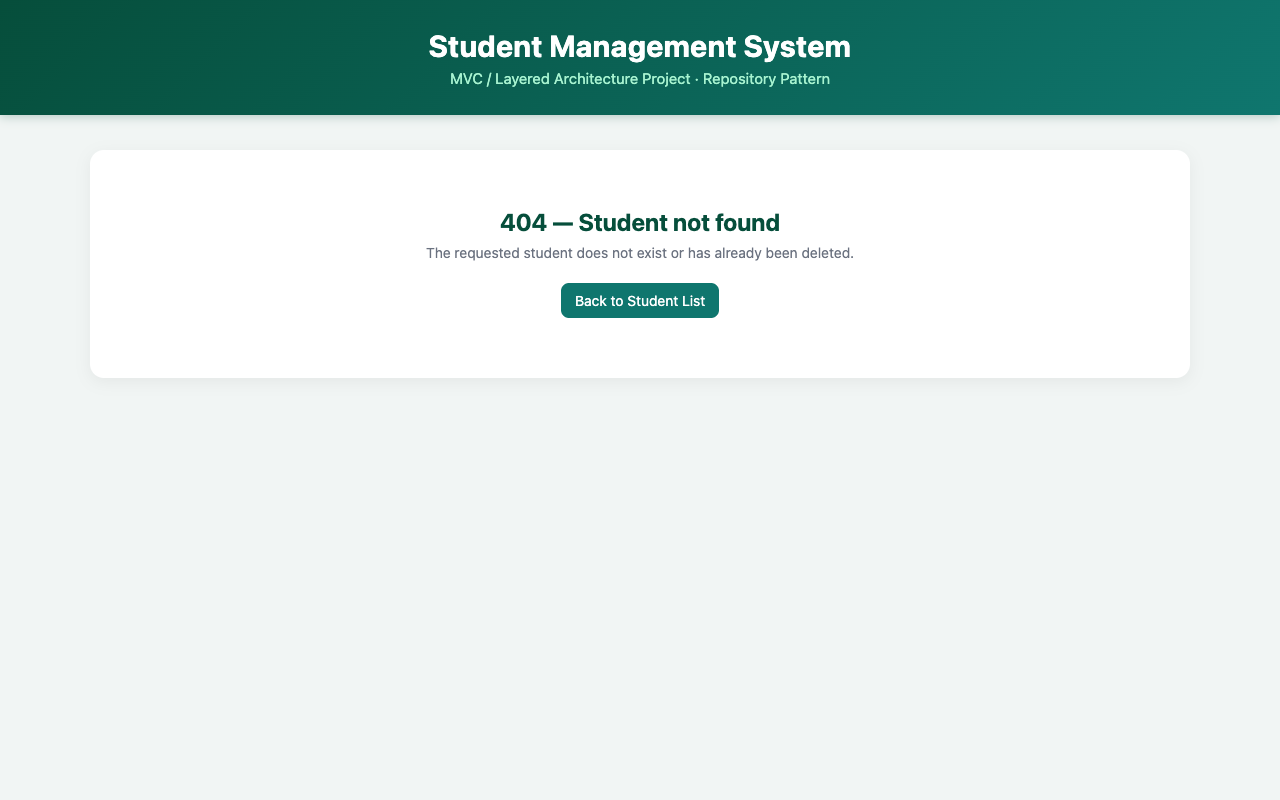 Student Management System
MVC / Layered Architecture Project · Repository Pattern
404 — Student not found
The requested student does not exist or has already been deleted.
Back to Student List